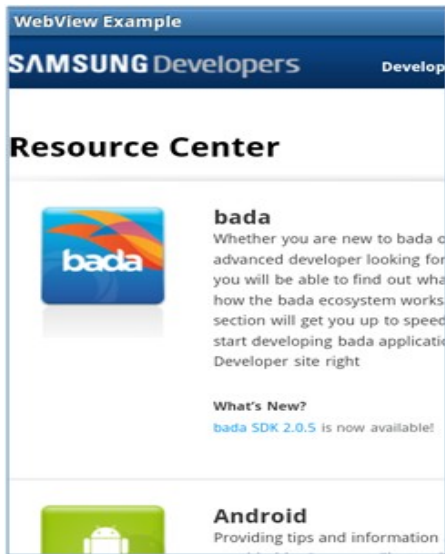 WebView Example
SAMSUNG Developers Develop
Resource Center
bada
bada
Whether you are new to bada o
advanced developer looking for
you will be able to find out wha
how the bada ecosystem works
section will get you up to speed
start developing bada applicatio
Developer site right
What's New?
bada SDK 2.0.5 is now available!
Android
Providing tips and information